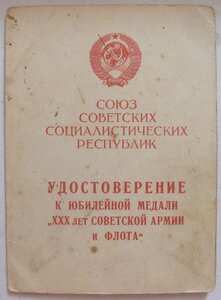 СОЮЗ
СОВЕТСКИХ
СОЦИАЛИСТИЧЕСКИХ
РЕСПУБЛИК
УДОСТОВЕРЕНИЕ
К ЮБИЛЕЙНОЙ МЕДАЛИ
„XXX ЛЕТ СОВЕТСКОЙ АРМИИ
И ФЛОТА“